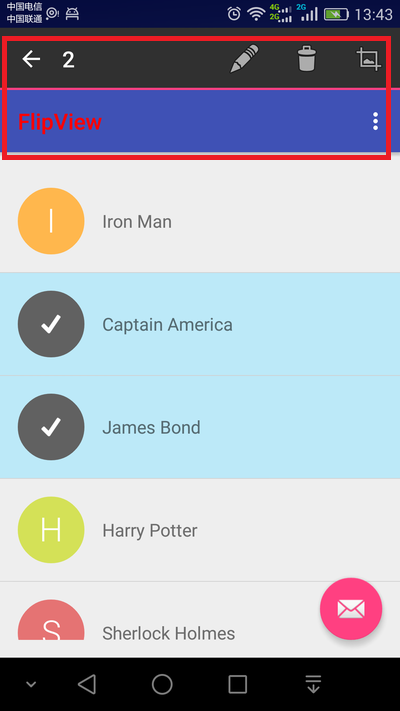 中国电信
中国联通
4G
2G
2G
13:43
2
FlipView
I
Iron Man
Captain America
James Bond
H
Harry Potter
S
Sherlock Holmes